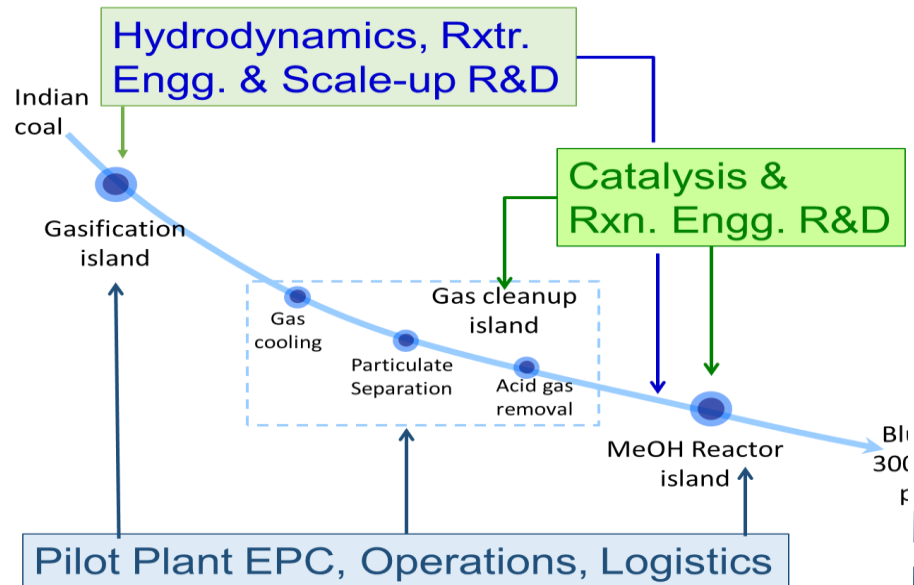 Hydrodynamics, Rxtr.
Engg. & Scale-up R&D
Indian
coal
Catalysis &
Rxn. Engg. R&D
Gasification
island
Gas cleanup
island
Gas
cooling
Particulate
Separation
Acid gas
removal
MeOH Reactor
island
Pilot Plant EPC, Operations, Logistics